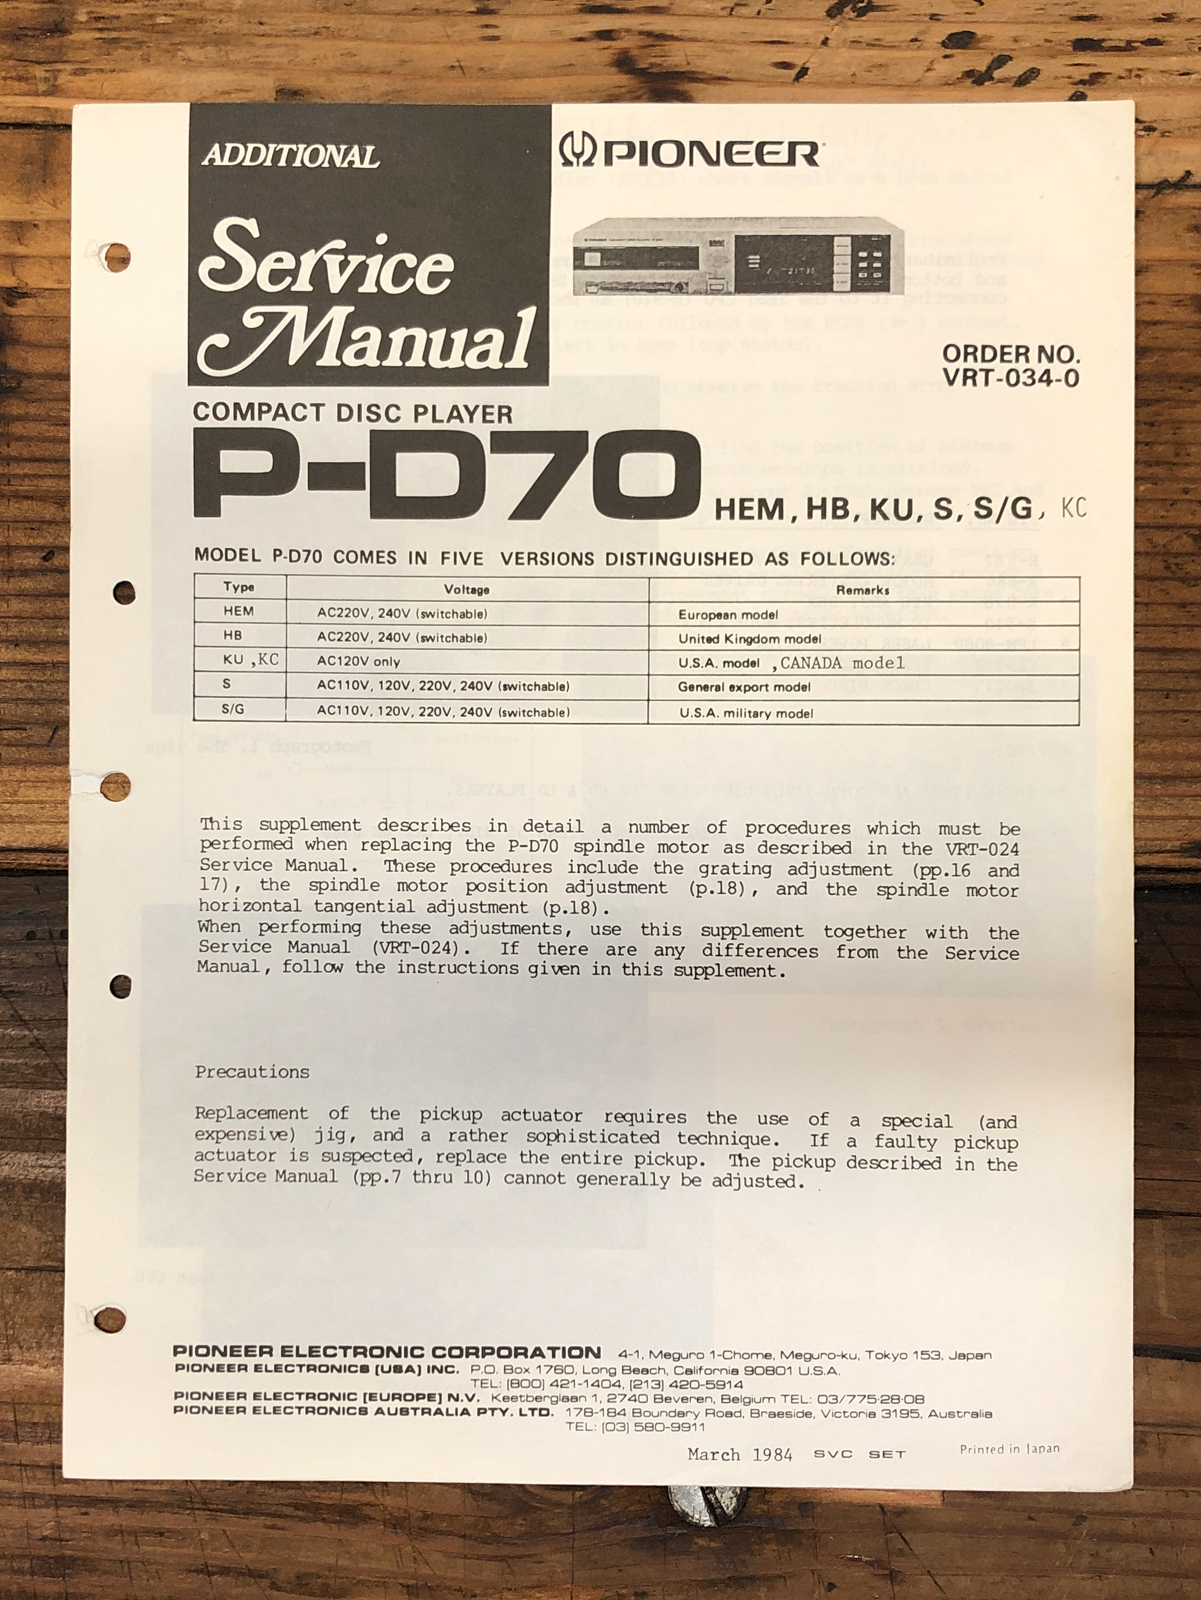 ADDITIONAL
Service
Manual
PIONEER
ORDER NO.
VRT-034-0
COMPACT DISC PLAYER
P-D70 HEM, HB, KU, S, S/G, KC
MODEL P-D70 COMES IN FIVE VERSIONS DISTINGUISHED AS FOLLOWS:
Type Voltage Remarks
HEM AC220V, 240V (switchable) European model
HB AC220V, 240V (switchable) United Kingdom model
KU ,KC AC120V only U.S.A. model ,CANADA model
S AC110V, 120V, 220V, 240V (switchable) General export model
S/G AC110V, 120V, 220V, 240V (switchable) U.S.A. military model
This supplement describes in detail a number of procedures which must be
performed when replacing the P-D70 spindle motor as described in the VRT-024
Service Manual. These procedures include the grating adjustment (pp.16 and
17), the spindle motor position adjustment (p.18), and the spindle motor
horizontal tangential adjustment (p.18).
When performing these adjustments, use this supplement together with the
Service Manual (VRT-024). If there are any differences from the Service
Manual, follow the instructions given in this supplement.
Precautions
Replacement of the pickup actuator requires the use of a special (and
expensive) jig, and a rather sophisticated technique. If a faulty pickup
actuator is suspected, replace the entire pickup. The pickup described in the
Service Manual (pp.7 thru 10) cannot generally be adjusted.
PIONEER ELECTRONIC CORPORATION 4-1, Meguro 1-Chome, Meguro-ku, Tokyo 153, Japan
PIONEER ELECTRONICS [USA] INC. P.O. Box 1760, Long Beach, California 90801 U.S.A.
TEL: [800] 421-1404, [213] 420-5914
PIONEER ELECTRONIC [EUROPE] N.V. Keetberglaan 1, 2740 Beveren, Belgium TEL: 03/775·28·08
PIONEER ELECTRONICS AUSTRALIA PTY. LTD. 178-184 Boundary Road, Braeside, Victoria 3195, Australia
TEL: [03] 580-9911
March 1984 SVC SET Printed in Japan